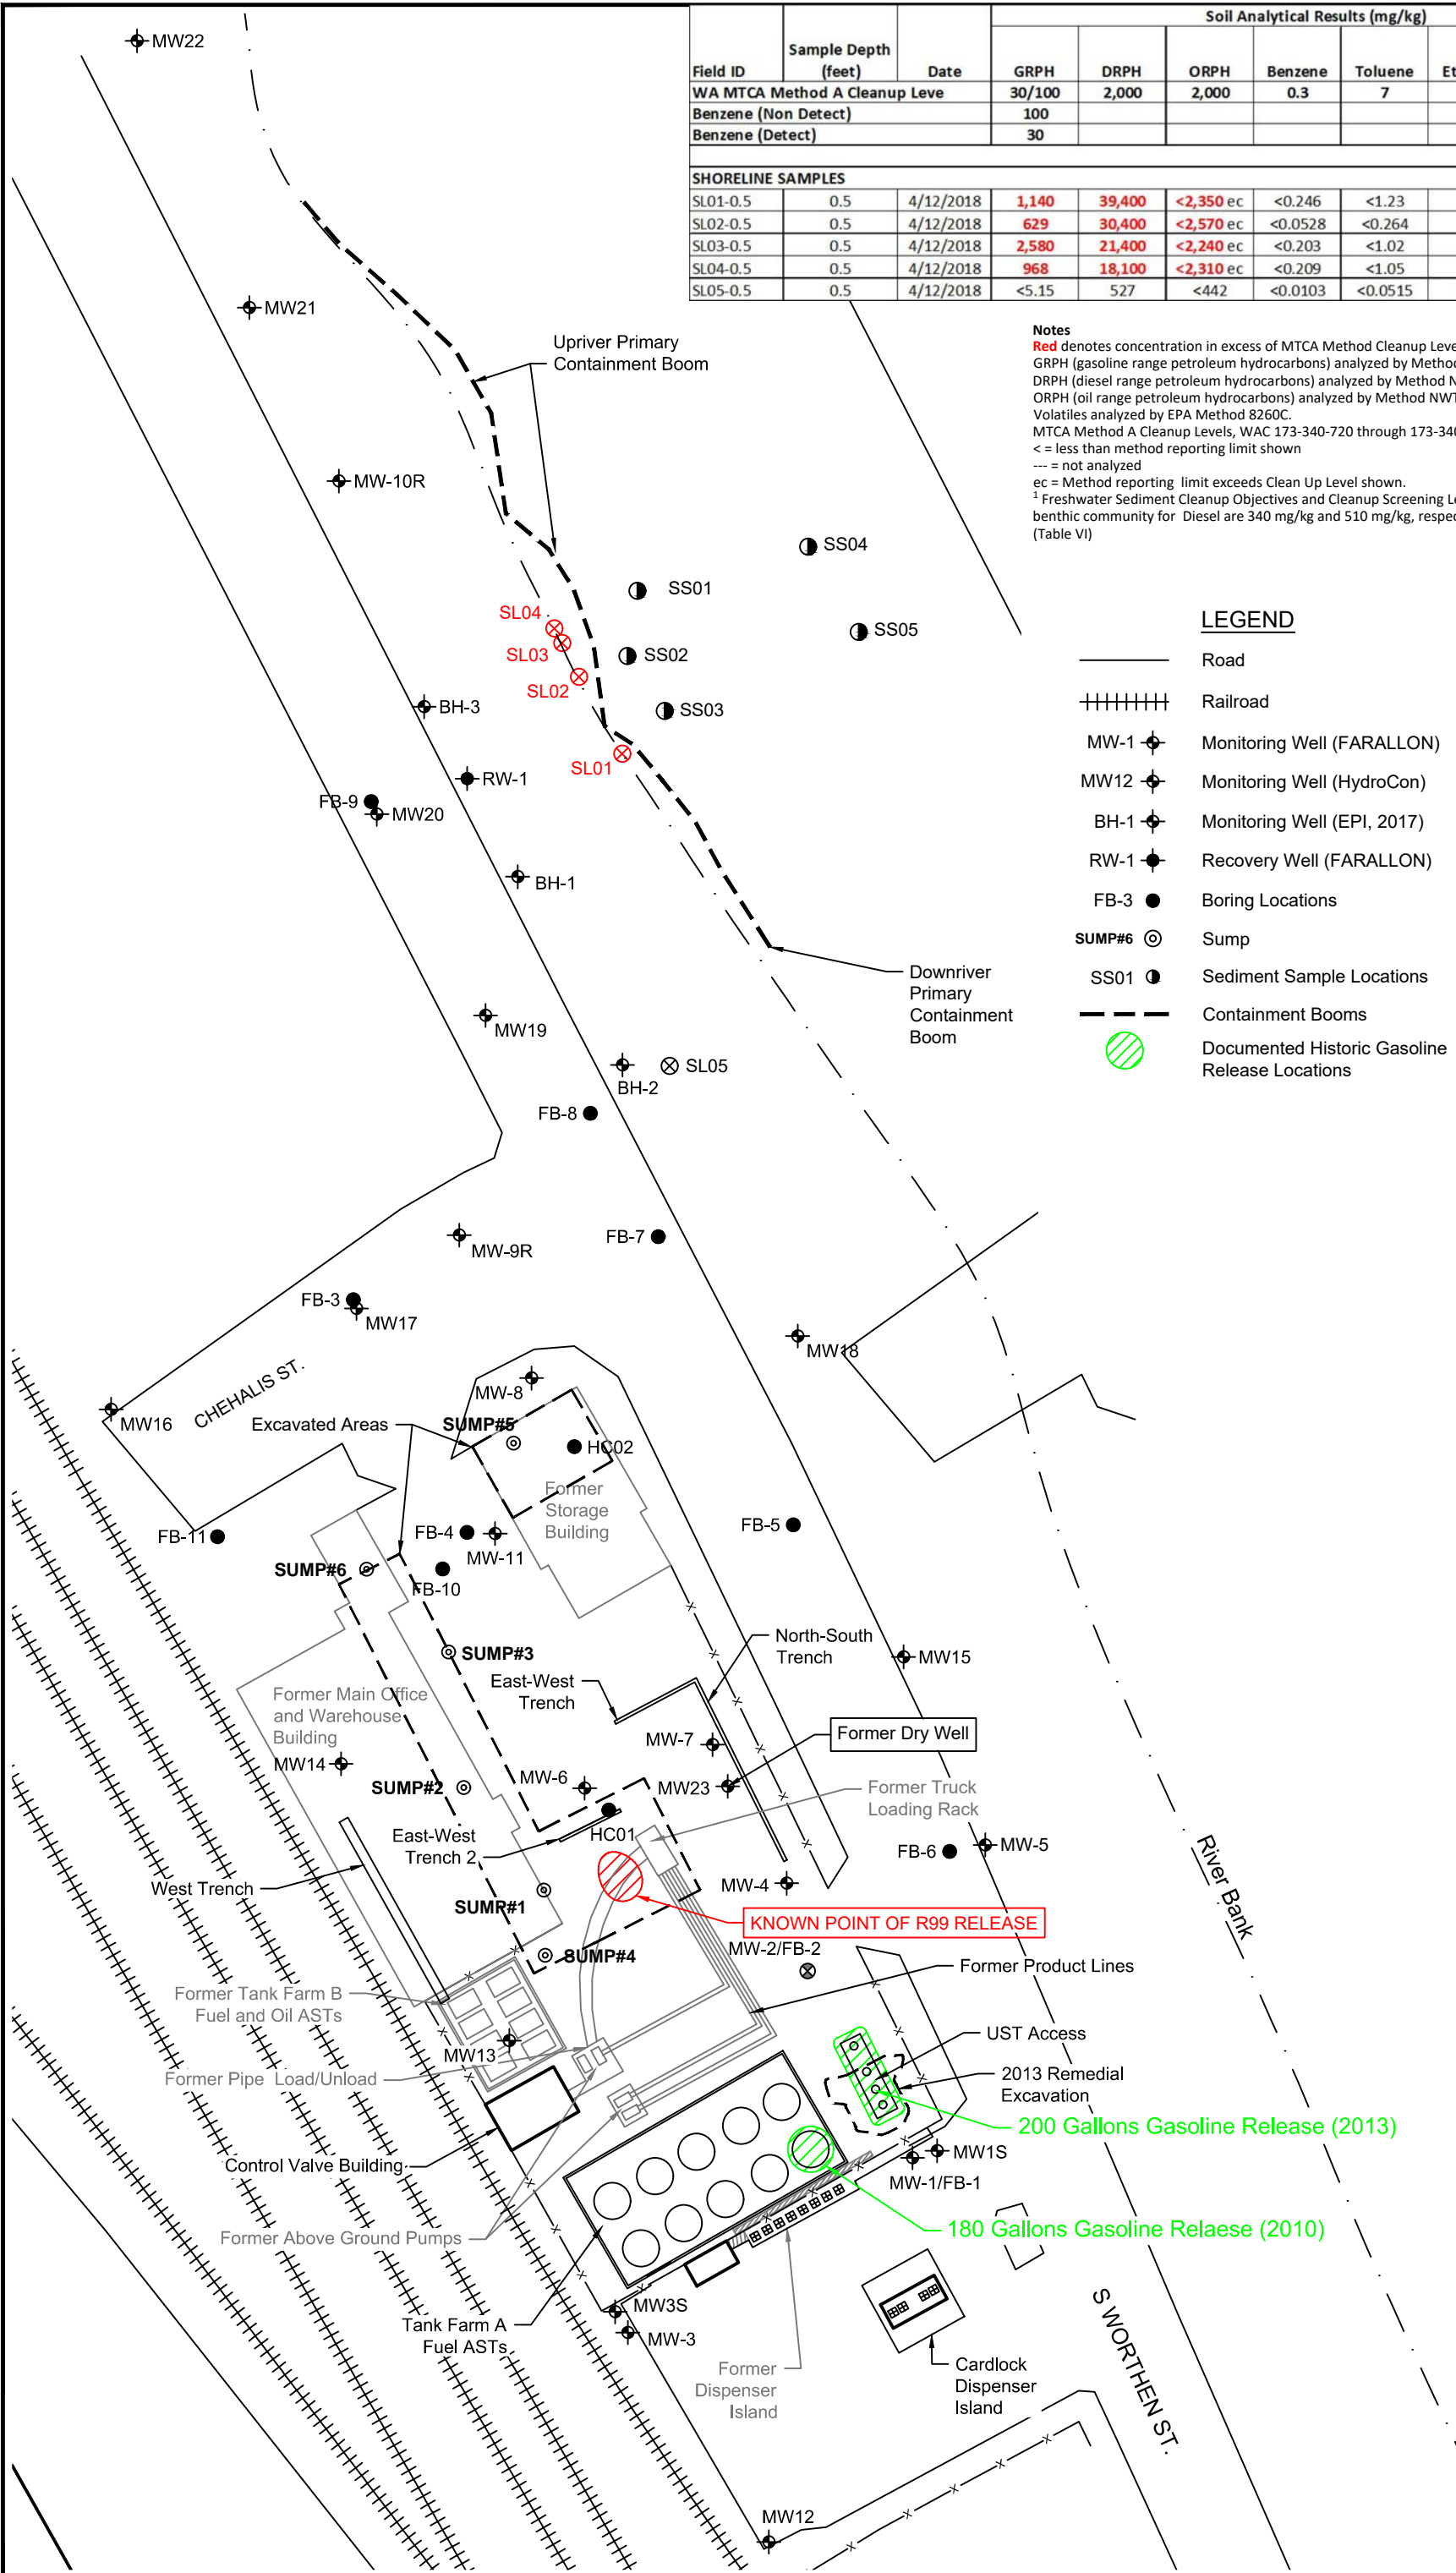 Soil Analytical Results (mg/kg)
Field ID
Sample Depth
(feet)
Date
GRPH
DRPH
ORPH
Benzene
Toluene
Et
WA MTCA Method A Cleanup Leve 30/100 2,000 2,000 0.3 7
Benzene (Non Detect) 100
Benzene (Detect) 30
SHORELINE SAMPLES
SL01-0.5 0.5 4/12/2018 1,140 39,400 <2,350 ec <0.246 <1.23
SL02-0.5 0.5 4/12/2018 629 30,400 <2,570 ec <0.0528 <0.264
SL03-0.5 0.5 4/12/2018 2,580 21,400 <2,240 ec <0.203 <1.02
SL04-0.5 0.5 4/12/2018 968 18,100 <2,310 ec <0.209 <1.05
SL05-0.5 0.5 4/12/2018 <5.15 527 <442 <0.0103 <0.0515
Notes
Red denotes concentration in excess of MTCA Method Cleanup Leve
GRPH (gasoline range petroleum hydrocarbons) analyzed by Method
DRPH (diesel range petroleum hydrocarbons) analyzed by Method N
ORPH (oil range petroleum hydrocarbons) analyzed by Method NWT
Volatiles analyzed by EPA Method 8260C.
MTCA Method A Cleanup Levels, WAC 173-340-720 through 173-340
< = less than method reporting limit shown
--- = not analyzed
ec = Method reporting limit exceeds Clean Up Level shown.
1 Freshwater Sediment Cleanup Objectives and Cleanup Screening Le
benthic community for Diesel are 340 mg/kg and 510 mg/kg, respec
(Table VI)
LEGEND
Road
Railroad
MW-1 Monitoring Well (FARALLON)
MW12 Monitoring Well (HydroCon)
BH-1 Monitoring Well (EPI, 2017)
RW-1 Recovery Well (FARALLON)
FB-3 Boring Locations
SUMP#6 Sump
SS01 Sediment Sample Locations
Containment Booms
Documented Historic Gasoline
Release Locations
MW22
MW21
Upriver Primary
Containment Boom
MW-10R
SS04
SS01
SL04
SS05
SL03
SS02
SL02
BH-3
SS03
SL01
RW-1
FB-9
MW20
BH-1
Downriver
Primary
Containment
Boom
MW19
SL05
BH-2
FB-8
FB-7
MW-9R
FB-3
MW17
MW18
CHEHALIS ST.
MW-8
MW16
Excavated Areas
SUMP#5
HC02
Former
Storage
Building
FB-11
FB-4
FB-5
MW-11
SUMP#6
FB-10
North-South
Trench
SUMP#3
MW15
East-West
Trench
Former Main Office
and Warehouse
Building
Former Dry Well
MW-7
MW14
SUMP#2
MW-6
MW23
Former Truck
Loading Rack
HC01
East-West
Trench 2
FB-6
MW-5
West Trench
MW-4
SUMP#1
KNOWN POINT OF R99 RELEASE
River Bank
MW-2/FB-2
SUMP#4
Former Product Lines
Former Tank Farm B
Fuel and Oil ASTs
UST Access
MW13
2013 Remedial
Excavation
Former Pipe Load/Unload
200 Gallons Gasoline Release (2013)
MW1S
Control Valve Building
MW-1/FB-1
180 Gallons Gasoline Relaese (2010)
Former Above Ground Pumps
MW3S
Tank Farm A
Fuel ASTs
MW-3
Former
Dispenser
Island
Cardlock
Dispenser
Island
S WORTHEN ST.
MW12